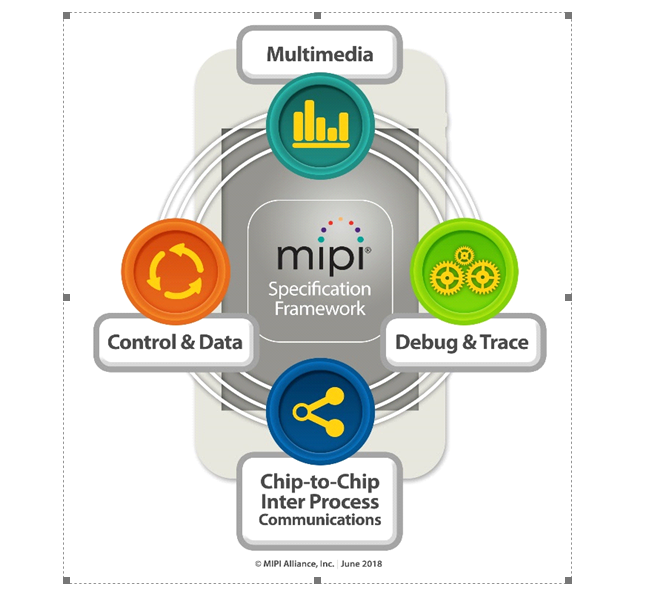 Multimedia
mipi®
Specification
Framework
Control & Data
Debug & Trace
Chip-to-Chip
Inter Process
Communications
© MIPI Alliance, Inc. | June 2018